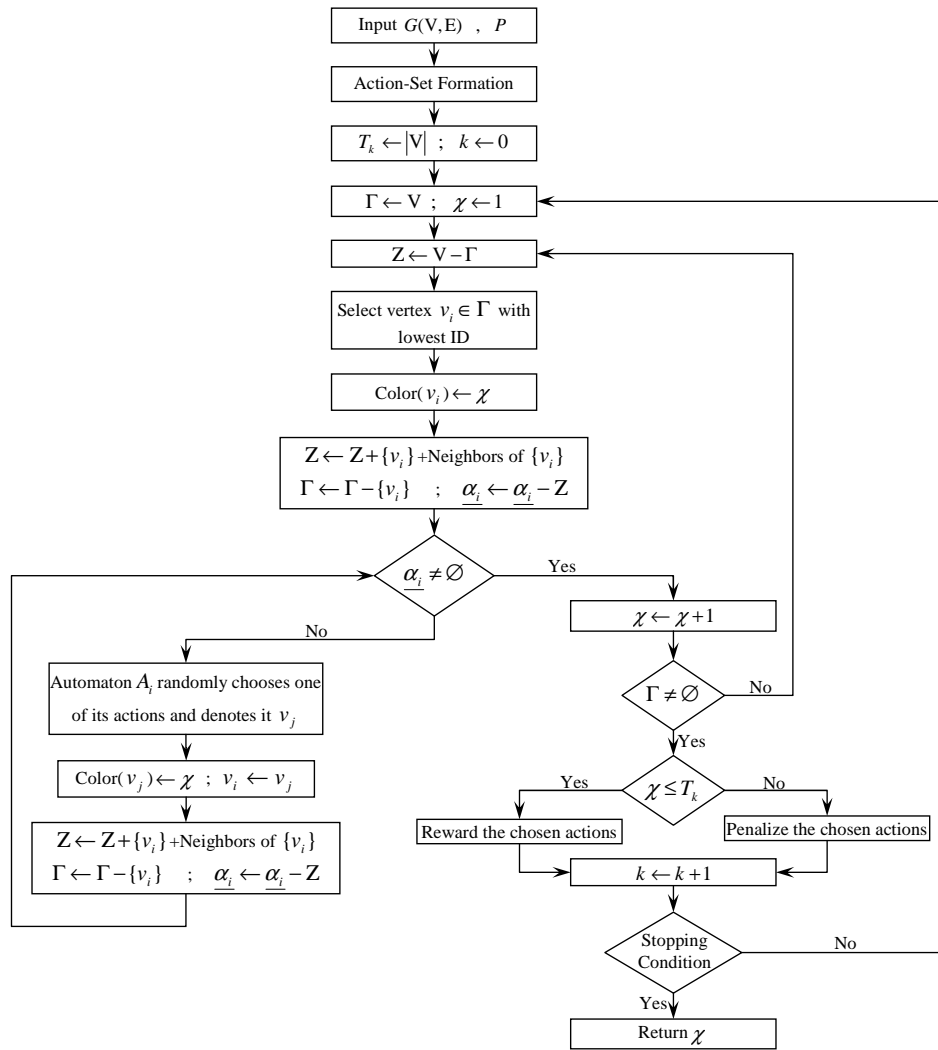 Input G(V,E) , P
Action-Set Formation
T_k ← |V| ; k ← 0
Γ ← V ; χ ← 1
Z ← V − Γ
Select vertex v_i ∈ Γ with
lowest ID
Color(v_i) ← χ
Z ← Z + {v_i} +Neighbors of {v_i}
Γ ← Γ − {v_i} ; α_i ← α_i − Z
α_i ≠ ∅
Yes
No
χ ← χ + 1
Automaton A_i randomly chooses one
of its actions and denotes it v_j
Γ ≠ ∅
No
Yes
Color(v_j) ← χ ; v_i ← v_j
χ ≤ T_k
Yes
No
Z ← Z + {v_i} +Neighbors of {v_i}
Γ ← Γ − {v_i} ; α_i ← α_i − Z
Reward the chosen actions
Penalize the chosen actions
k ← k + 1
Stopping
Condition
No
Yes
Return χ